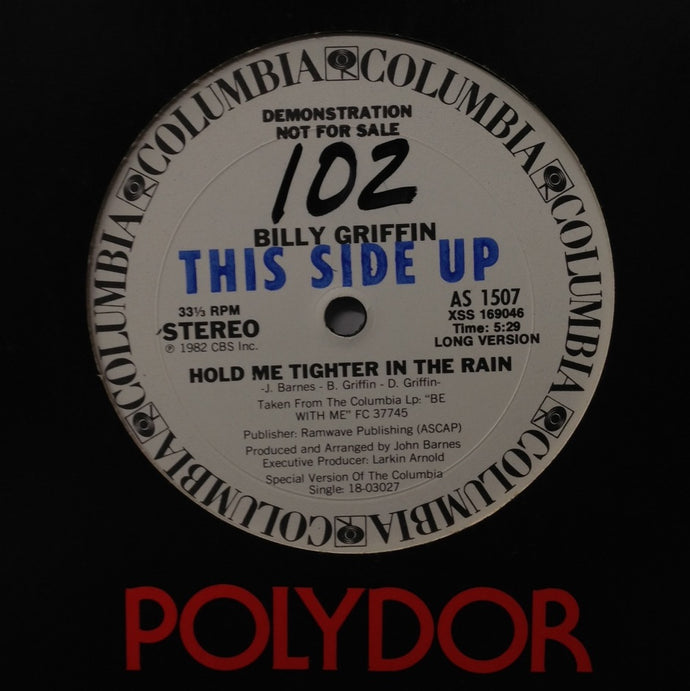 COLUMBIA COLUMBIA COLUMBIA COLUMBIA COLUMBIA COLUMBIA COLUMBIA
DEMONSTRATION
NOT FOR SALE
102
BILLY GRIFFIN
THIS SIDE UP
33⅓ RPM
STEREO
℗ 1982 CBS Inc.
AS 1507
XSS 169046
Time: 5:29
LONG VERSION
HOLD ME TIGHTER IN THE RAIN
-J. Barnes - B. Griffin - D. Griffin-
Taken From The Columbia Lp: "BE
WITH ME" FC 37745
Publisher: Ramwave Publishing (ASCAP)
Produced and Arranged by John Barnes
Executive Producer: Larkin Arnold
Special Version Of The Columbia
Single: 18-03027
POLYDOR